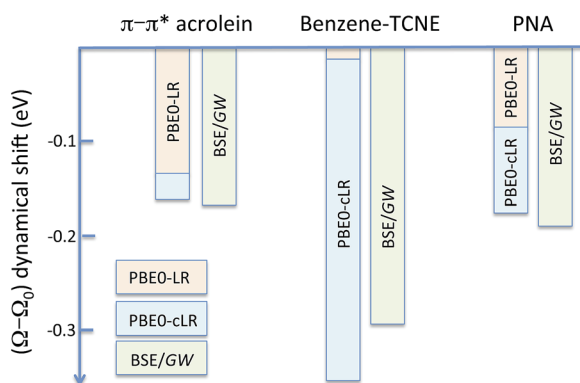 π−π* acrolein
Benzene-TCNE
PNA
(Ω−Ω₀) dynamical shift (eV)
-0.1
-0.2
-0.3
PBE0-LR
BSE/GW
PBE0-cLR
BSE/GW
PBE0-LR
PBE0-cLR
BSE/GW
PBE0-LR
PBE0-cLR
BSE/GW